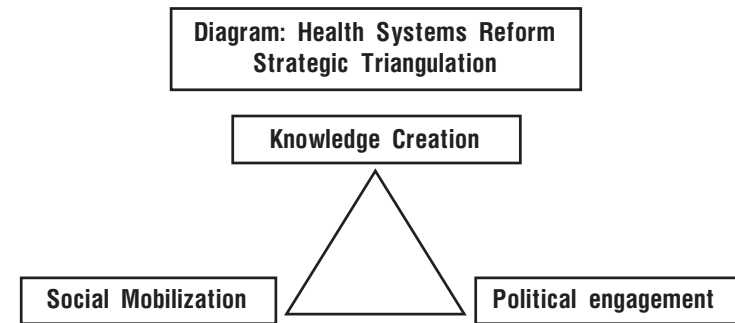 Diagram: Health Systems Reform
Strategic Triangulation
Knowledge Creation
Social Mobilization
Political engagement